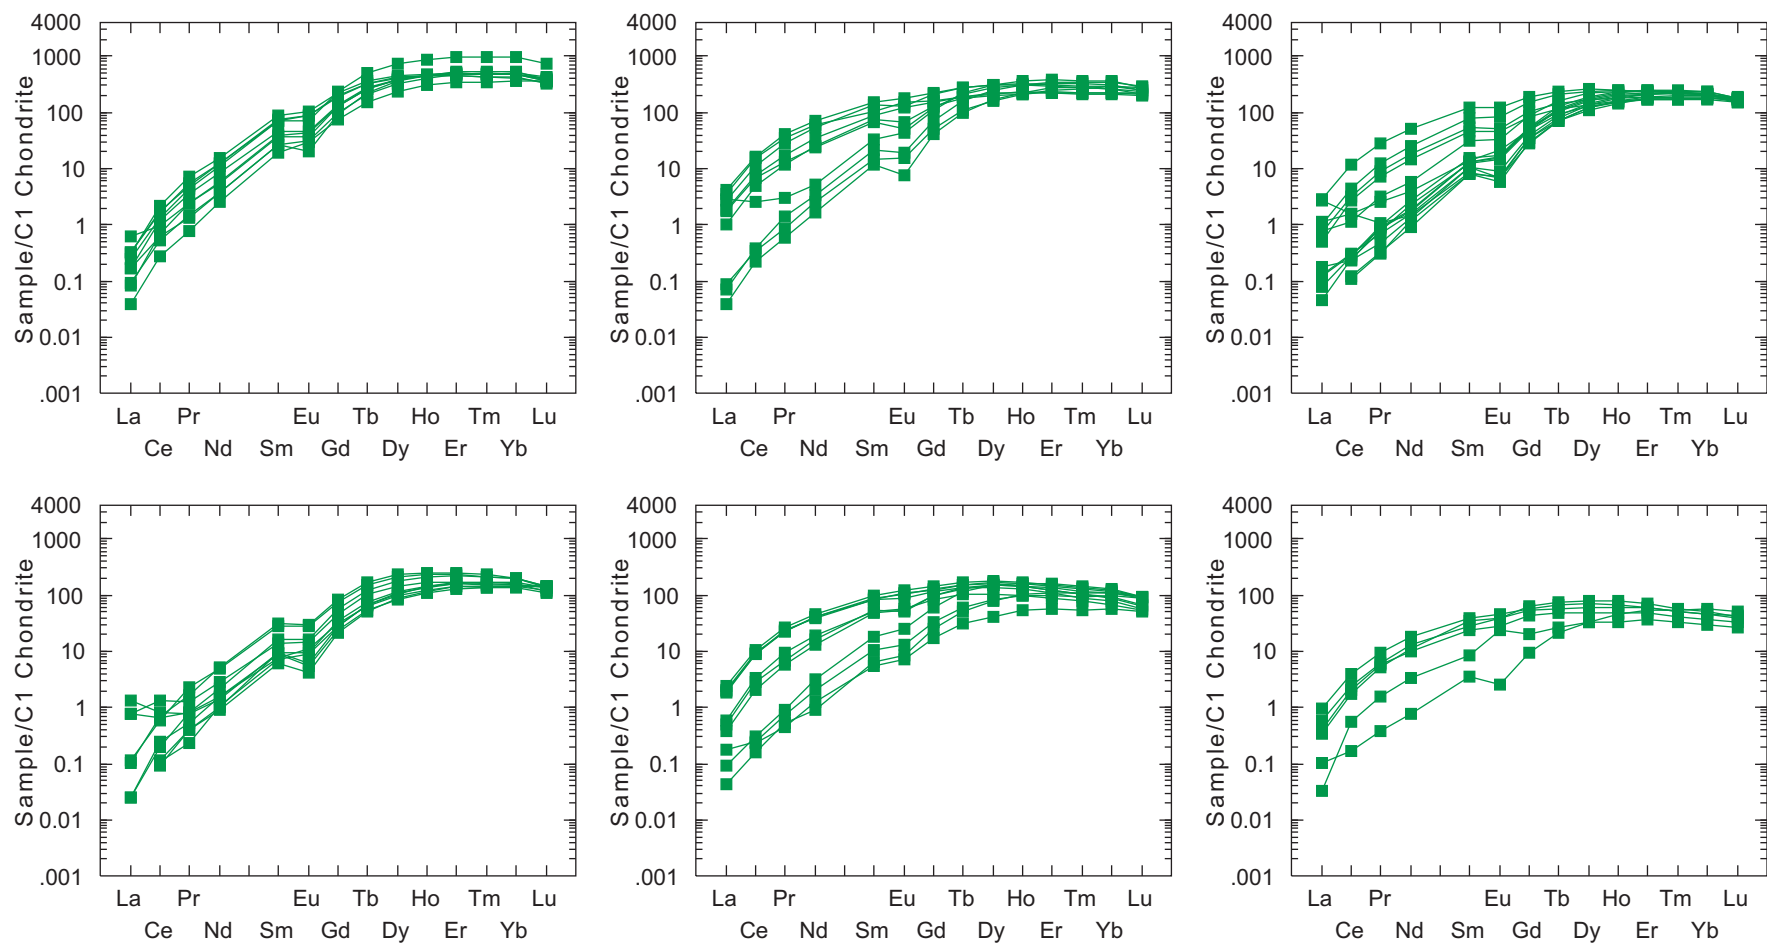 4000
1000
100
10
1
0.1
0.01
.001
Sample/C1 Chondrite
La Pr Eu Tb Ho Tm Lu
Ce Nd Sm Gd Dy Er Yb
4000
1000
100
10
1
0.1
0.01
.001
Sample/C1 Chondrite
La Pr Eu Tb Ho Tm Lu
Ce Nd Sm Gd Dy Er Yb
4000
1000
100
10
1
0.1
0.01
.001
Sample/C1 Chondrite
La Pr Eu Tb Ho Tm Lu
Ce Nd Sm Gd Dy Er Yb
4000
1000
100
10
1
0.1
0.01
.001
Sample/C1 Chondrite
La Pr Eu Tb Ho Tm Lu
Ce Nd Sm Gd Dy Er Yb
4000
1000
100
10
1
0.1
0.01
.001
Sample/C1 Chondrite
La Pr Eu Tb Ho Tm Lu
Ce Nd Sm Gd Dy Er Yb
4000
1000
100
10
1
0.1
0.01
.001
Sample/C1 Chondrite
La Pr Eu Tb Ho Tm Lu
Ce Nd Sm Gd Dy Er Yb